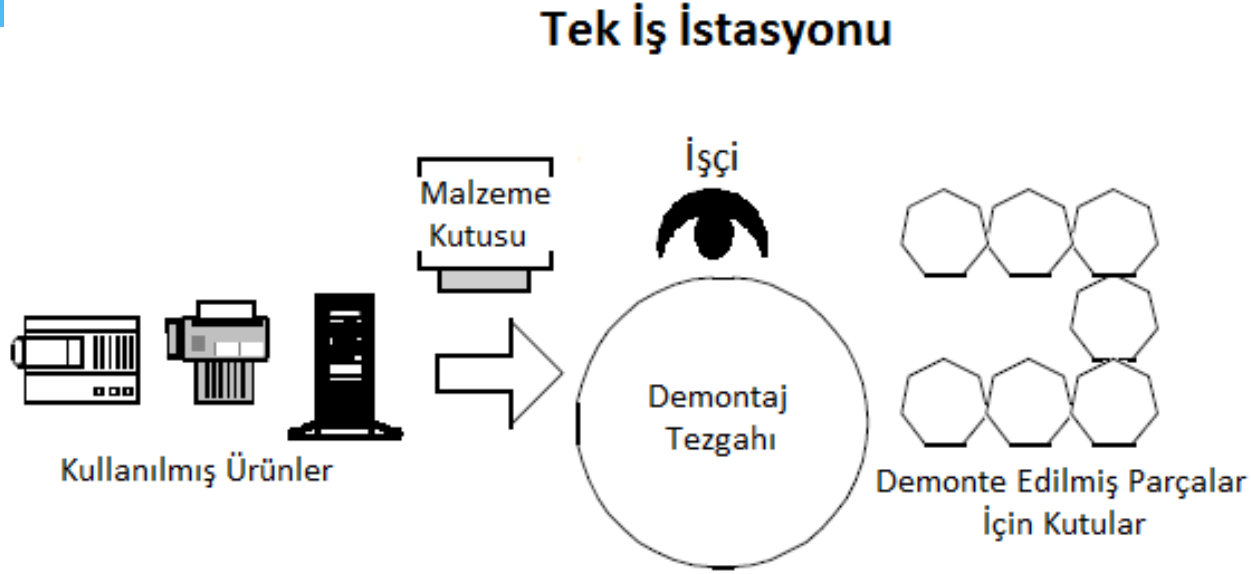 Tek İş İstasyonu
İşçi
Malzeme
Kutusu
Demontaj
Tezgahı
Kullanılmış Ürünler
Demonte Edilmiş Parçalar
İçin Kutular